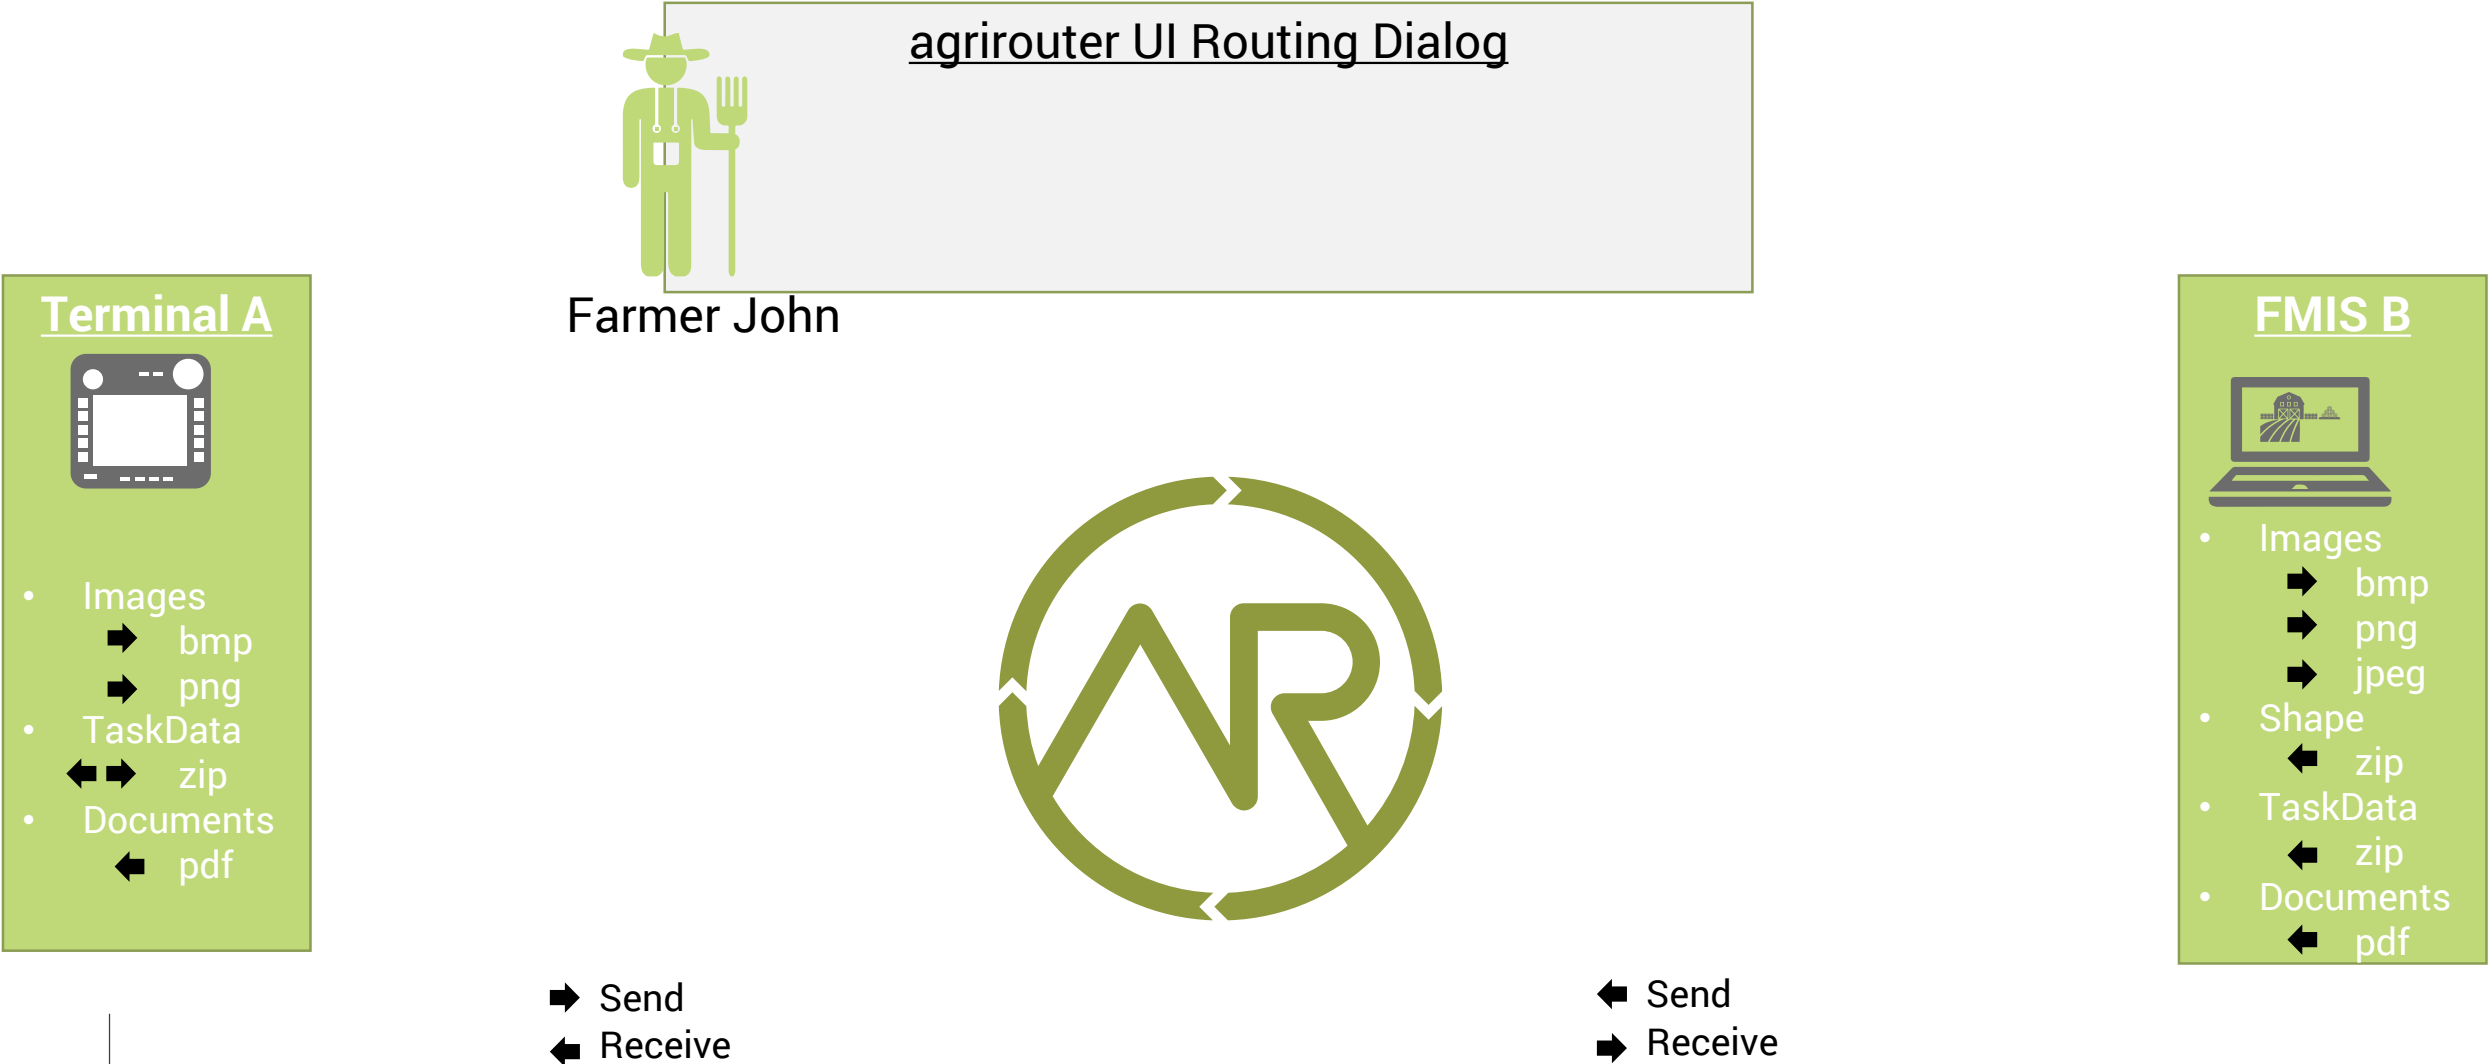 agrirouter UI Routing Dialog
Farmer John
Terminal A
• Images
bmp
png
• TaskData
zip
• Documents
pdf
AR
FMIS B
• Images
bmp
png
jpeg
• Shape
zip
• TaskData
zip
• Documents
pdf
Send
Receive
Send
Receive